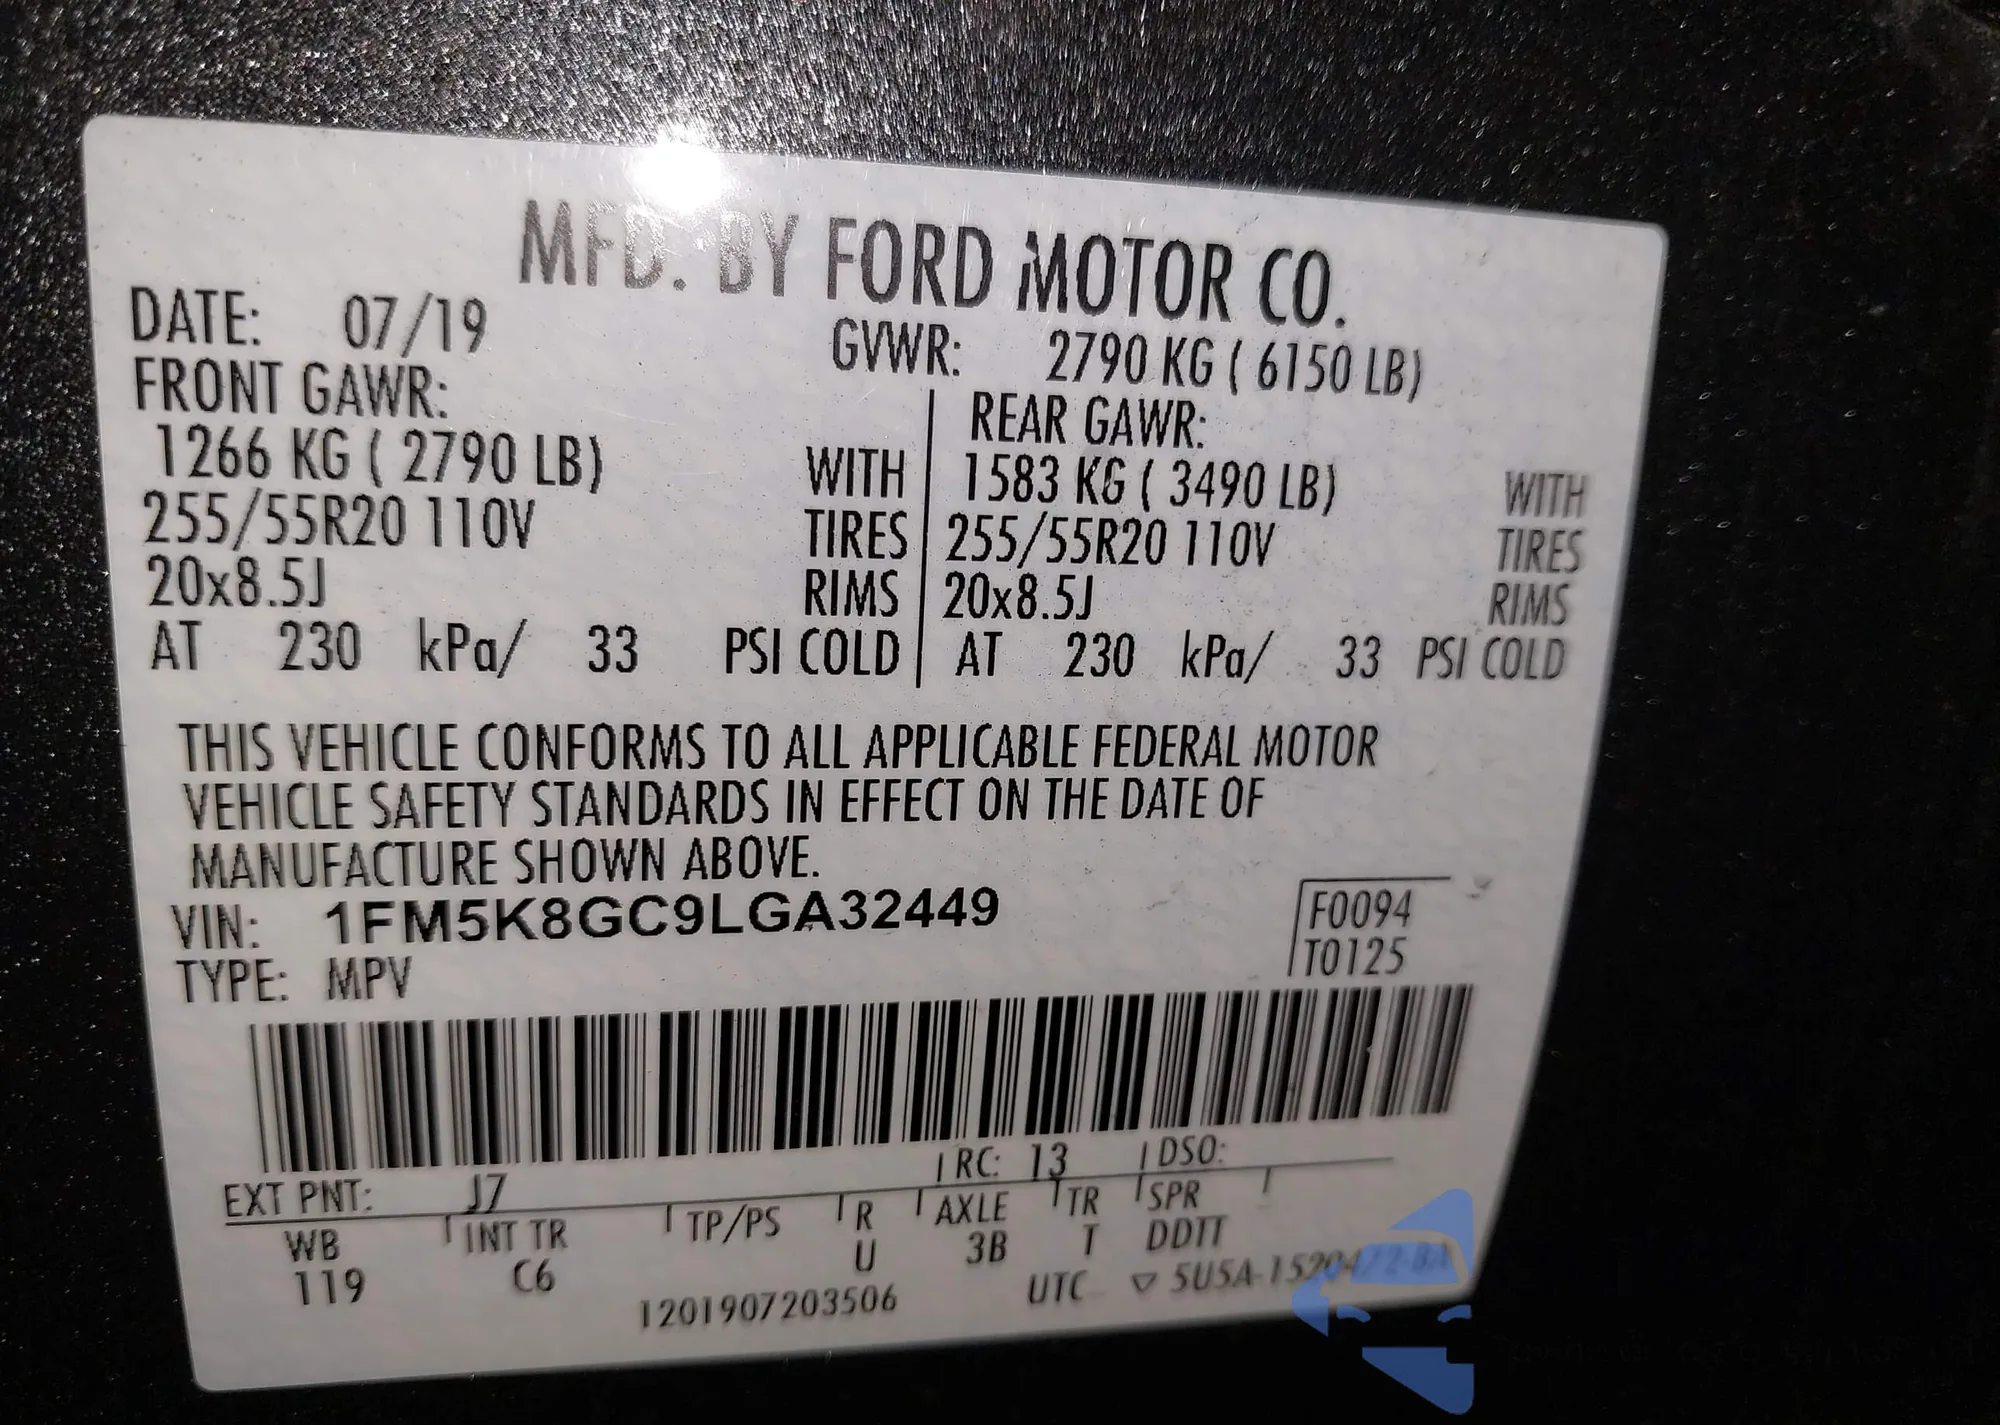 MFD. BY FORD MOTOR CO.
DATE: 07/19 GVWR: 2790 KG ( 6150 LB)
FRONT GAWR: REAR GAWR:
1266 KG ( 2790 LB) WITH 1583 KG ( 3490 LB) WITH
255/55R20 110V TIRES 255/55R20 110V TIRES
20x8.5J RIMS 20x8.5J RIMS
AT 230 kPa/ 33 PSI COLD AT 230 kPa/ 33 PSI COLD
THIS VEHICLE CONFORMS TO ALL APPLICABLE FEDERAL MOTOR
VEHICLE SAFETY STANDARDS IN EFFECT ON THE DATE OF
MANUFACTURE SHOWN ABOVE.
VIN: 1FM5K8GC9LGA32449 F0094
TYPE: MPV T0125
EXT PNT: J7 RC: 13 DSO:
WB INT TR TP/PS R AXLE TR SPR
119 C6 U 3B T DDTT
1201907203506 UTC ▽ 5U5A-1520472-BA